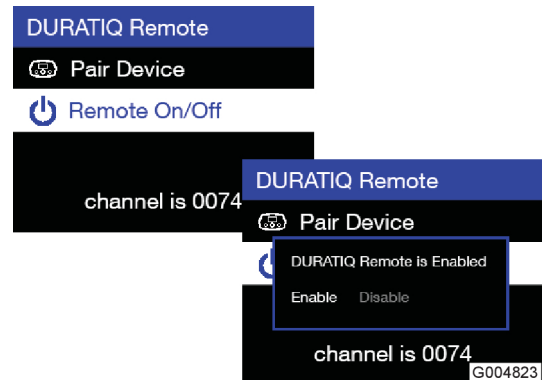 DURATIQ Remote
Pair Device
Remote On/Off
channel is 0074
DURATIQ Remote
Pair Device
DURATIQ Remote is Enabled
Enable Disable
channel is 0074
G004823